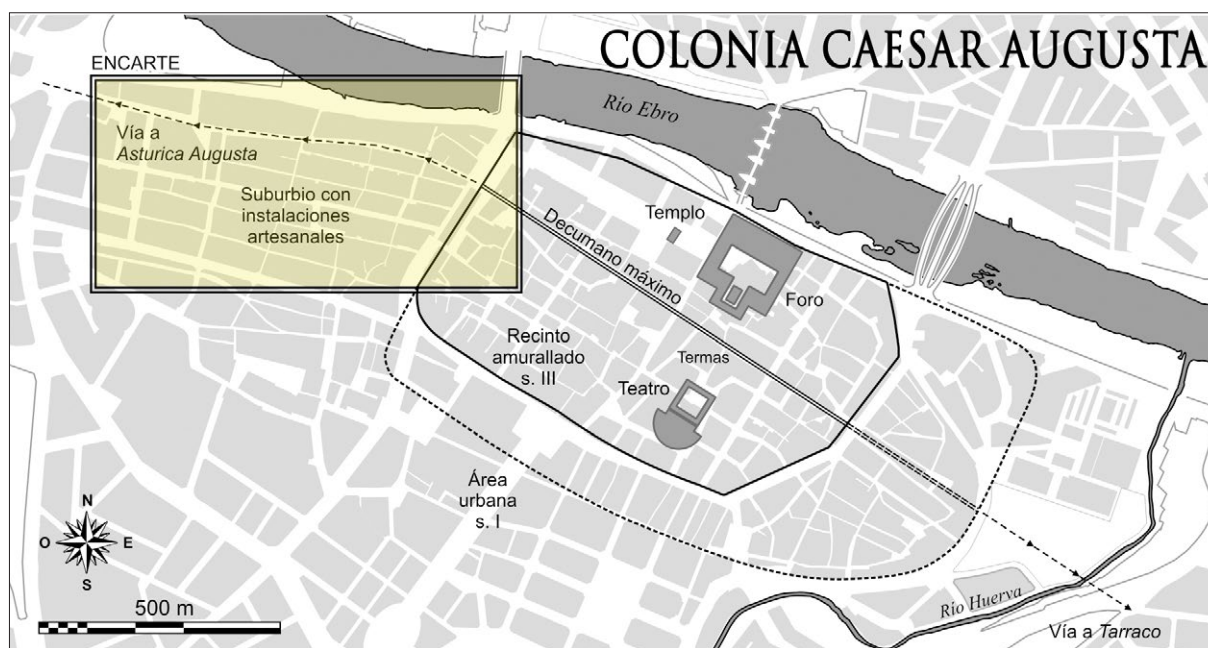 COLONIA CAESAR AUGUSTA
ENCARTE
Río Ebro
Vía a
Asturica Augusta
Suburbio con
instalaciones
artesanales
Templo
Decumano máximo
Foro
Recinto
amurallado
s. III
Termas
Teatro
Área
urbana
s. I
N
O
E
S
500 m
Río Huerva
Vía a Tarraco